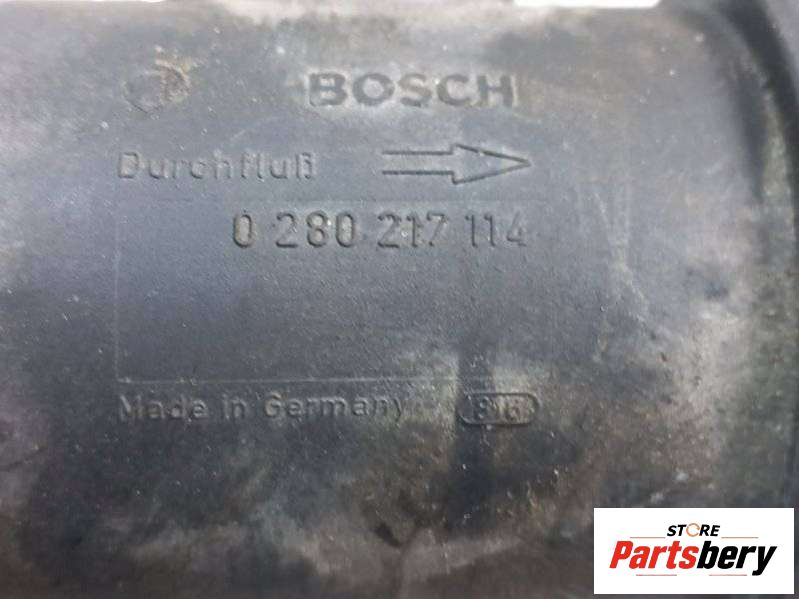 BOSCH
Durchfluß
0 280 217 114
Made in Germany
STORE
Partsbery